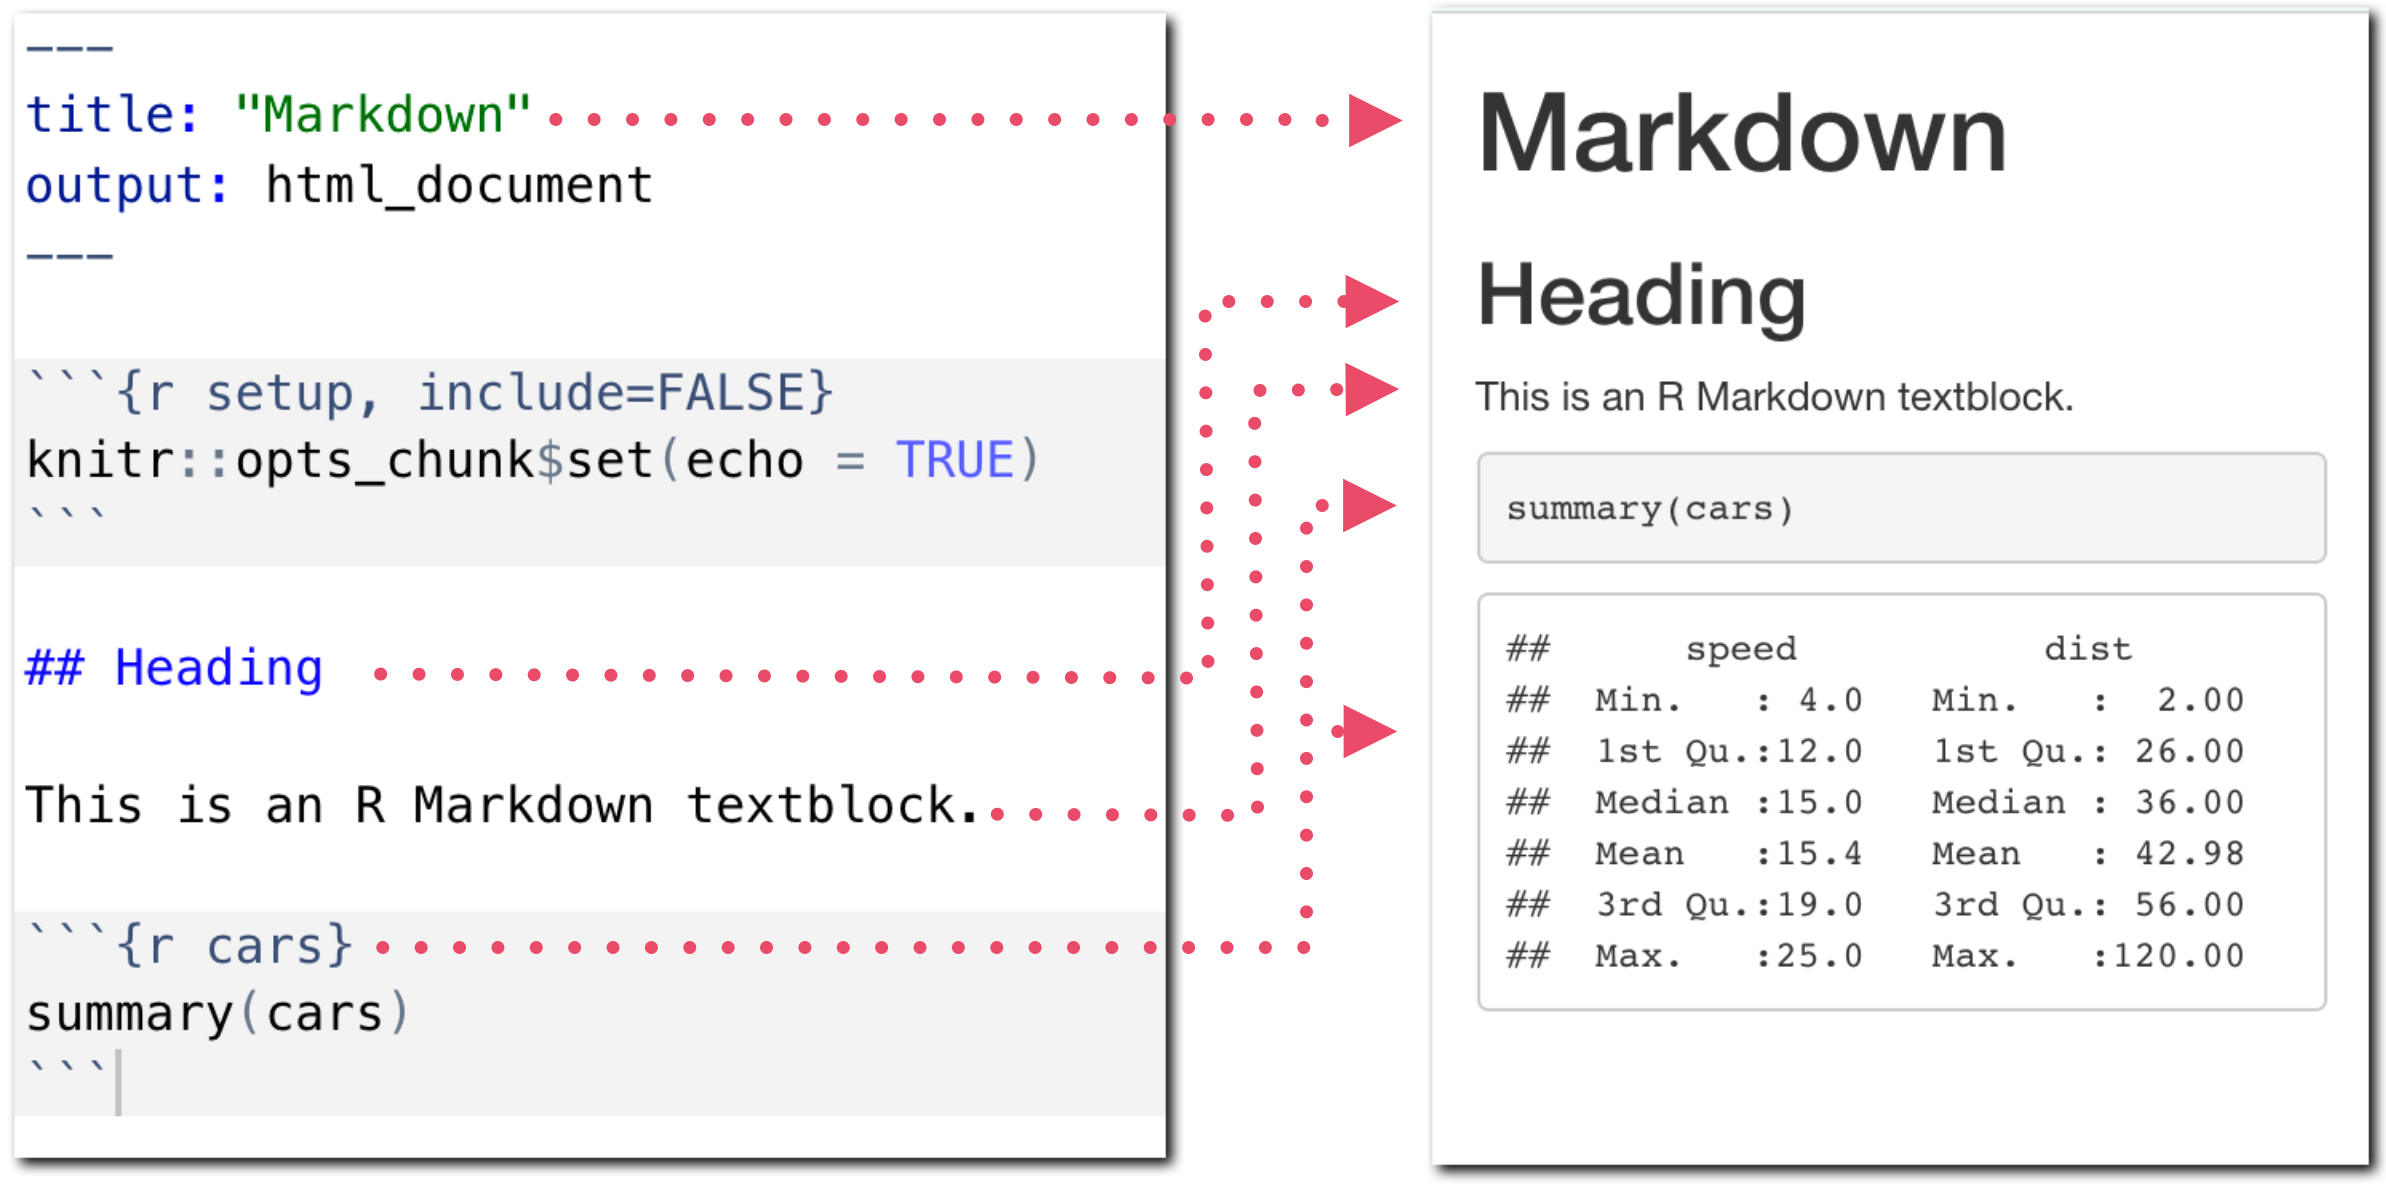 ---
title: "Markdown"
output: html_document
---
```{r setup, include=FALSE}
knitr::opts_chunk$set(echo = TRUE)
```
## Heading
This is an R Markdown textblock.
```{r cars}
summary(cars)
```
Markdown
Heading
This is an R Markdown textblock.
summary(cars)
##      speed           dist
##  Min.   : 4.0   Min.   :  2.00
##  1st Qu.:12.0   1st Qu.: 26.00
##  Median :15.0   Median : 36.00
##  Mean   :15.4   Mean   : 42.98
##  3rd Qu.:19.0   3rd Qu.: 56.00
##  Max.   :25.0   Max.   :120.00